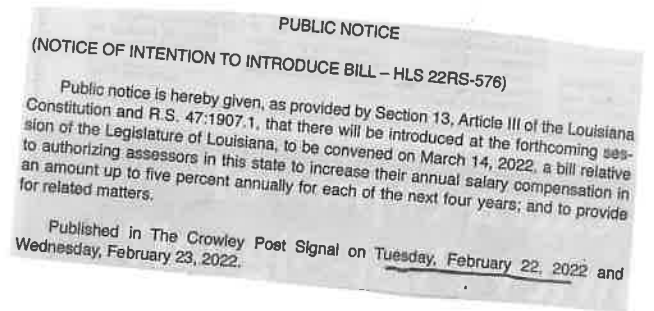 PUBLIC NOTICE
(NOTICE OF INTENTION TO INTRODUCE BILL – HLS 22RS-576)
Public notice is hereby given, as provided by Section 13, Article III of the Louisiana
Constitution and R.S. 47:1907.1, that there will be introduced at the forthcoming ses-
sion of the Legislature of Louisiana, to be convened on March 14, 2022, a bill relative
to authorizing assessors in this state to increase their annual salary compensation in
an amount up to five percent annually for each of the next four years; and to provide
for related matters.
Published in The Crowley Post Signal on Tuesday, February 22, 2022 and
Wednesday, February 23, 2022.